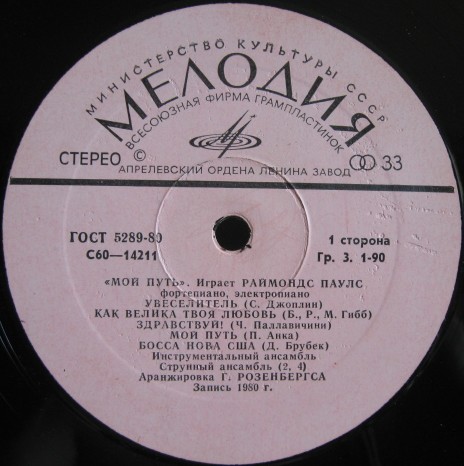 МИНИСТЕРСТВО КУЛЬТУРЫ СССР
МЕЛОДИЯ
ВСЕСОЮЗНАЯ ФИРМА ГРАМПЛАСТИНОК
СТЕРЕО © 33
АПРЕЛЕВСКИЙ ОРДЕНА ЛЕНИНА ЗАВОД
ГОСТ 5289-80 1 сторона
С60—14211 Гр. 3. 1-90
«МОЙ ПУТЬ». Играет РАЙМОНДС ПАУЛС
фортепиано, электропиано
УВЕСЕЛИТЕЛЬ (С. Джоплин)
КАК ВЕЛИКА ТВОЯ ЛЮБОВЬ (Б., Р., М. Гибб)
ЗДРАВСТВУЙ! (Ч. Паллавичини)
МОЙ ПУТЬ (П. Анка)
БОССА НОВА США (Д. Брубек)
Инструментальный ансамбль
Струнный ансамбль (2, 4)
Аранжировка Г. РОЗЕНБЕРГСА
Запись 1980 г.